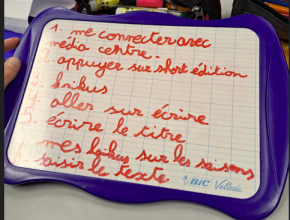 1. me connecter avec
média centre.
2. appuyer sur short édition
3 haikus
4 aller sur écrire
5 écrire le titre
mes haikus sur les saisons
saisir le texte
BIC Velleda